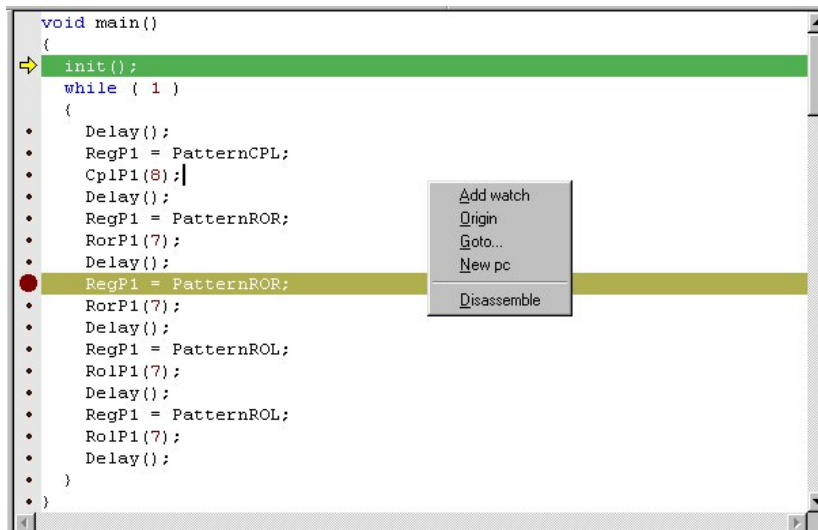 void main()
{
init();
while ( 1 )
{
Delay();
RegP1 = PatternCPL;
CplP1(8);
Delay();
RegP1 = PatternROR;
RorP1(7);
Delay();
RegP1 = PatternROR;
RorP1(7);
Delay();
RegP1 = PatternROL;
RolP1(7);
Delay();
RegP1 = PatternROL;
RolP1(7);
Delay();
}
}
Add watch
Origin
Goto...
New pc
Disassemble